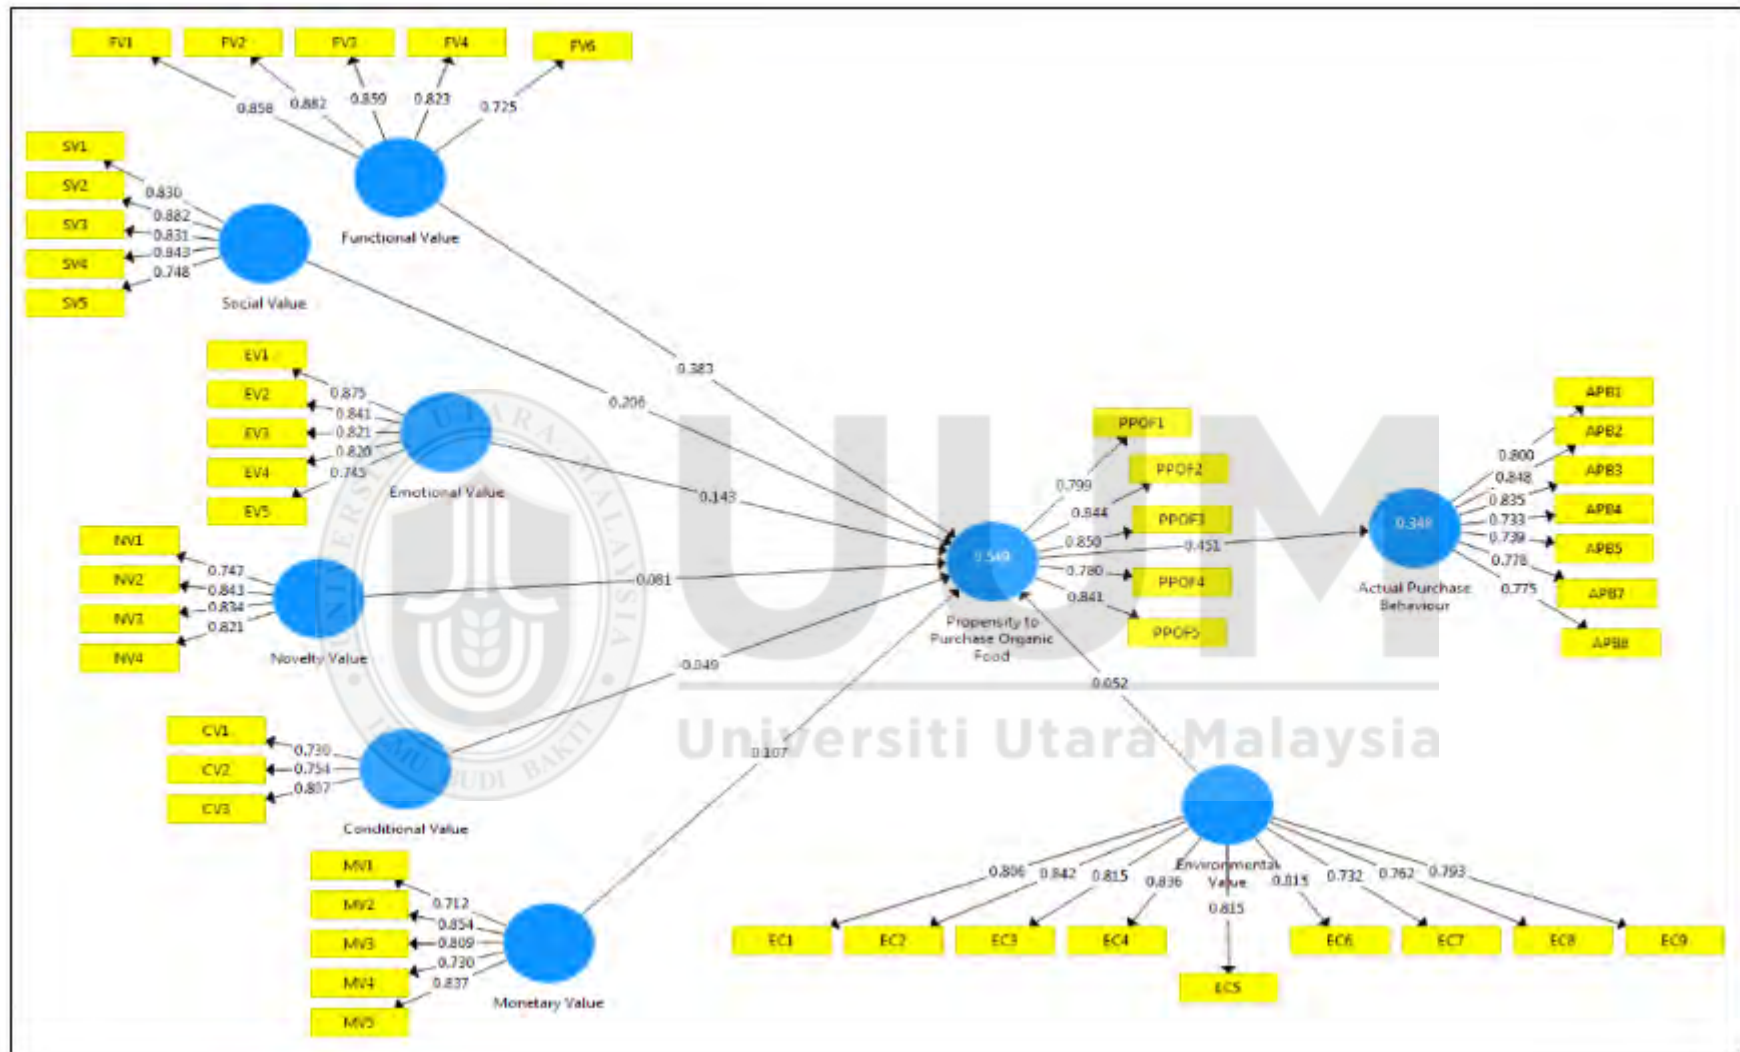 FV1
FV2
FV3
FV4
FV6
0.858
0.882
0.859
0.823
0.725
Functional Value
SV1
SV2
SV3
SV4
SV5
0.830
0.882
0.831
0.843
0.748
Social Value
0.383
0.206
EV1
EV2
EV3
EV4
EV5
0.875
0.841
0.821
0.820
0.745
Emotional Value
0.143
NV1
NV2
NV3
NV4
0.747
0.843
0.834
0.821
Novelty Value
0.081
CV1
CV2
CV3
0.730
0.754
Conditional Value
-0.049
MV1
MV2
MV3
MV4
MV5
0.712
0.854
0.809
0.730
0.837
Monetary Value
0.107
0.549
Propensity to
Purchase Organic
Food
PPOF1
PPOF2
PPOF3
PPOF4
PPOF5
0.799
0.844
0.850
0.780
0.841
0.451
0.348
Actual Purchase
Behaviour
APB1
APB2
APB3
APB4
APB5
APB7
APB8
0.800
0.848
0.835
0.733
0.739
0.778
0.775
0.052
Environmental
Value
0.806
0.842
0.815
0.836
0.815
0.815
0.732
0.762
0.793
EC1
EC2
EC3
EC4
EC5
EC6
EC7
EC8
EC9
UUM
Universiti Utara Malaysia
UNIVERSITI UTARA MALAYSIA
ILMU BUDI BAKTI